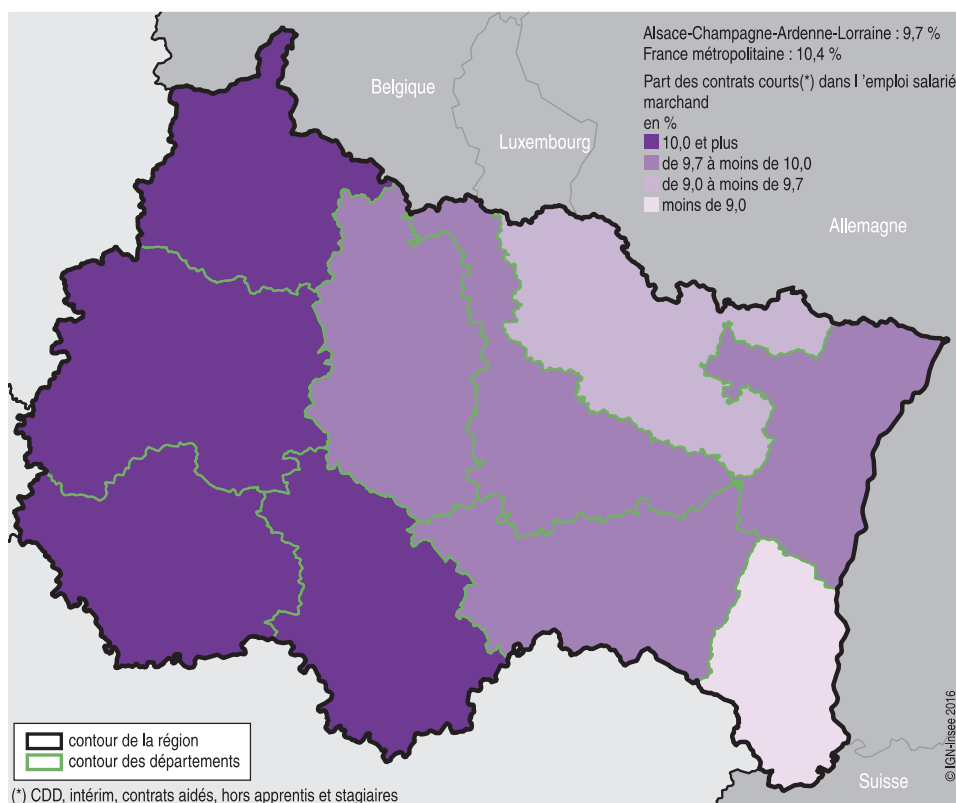 Alsace-Champagne-Ardenne-Lorraine : 9,7 %
France métropolitaine : 10,4 %
Part des contrats courts(*) dans l 'emploi salarié
marchand
en %
10,0 et plus
de 9,7 à moins de 10,0
de 9,0 à moins de 9,7
moins de 9,0
Belgique
Luxembourg
Allemagne
Suisse
© IGN-Insee 2016
contour de la région
contour des départements
(*) CDD, intérim, contrats aidés, hors apprentis et stagiaires